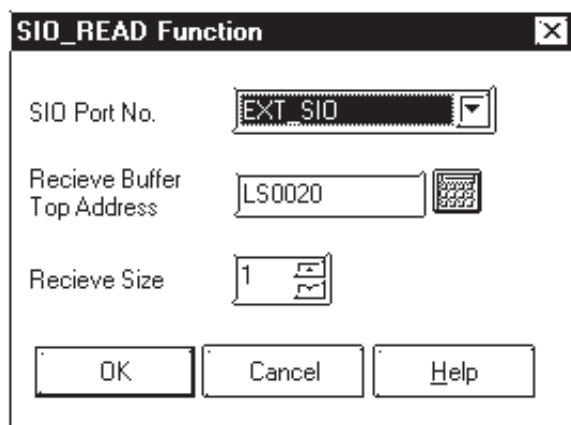 SIO_READ Function
SIO Port No. EXT_SIO
Recieve Buffer
Top Address LS0020
Recieve Size 1
OK Cancel Help